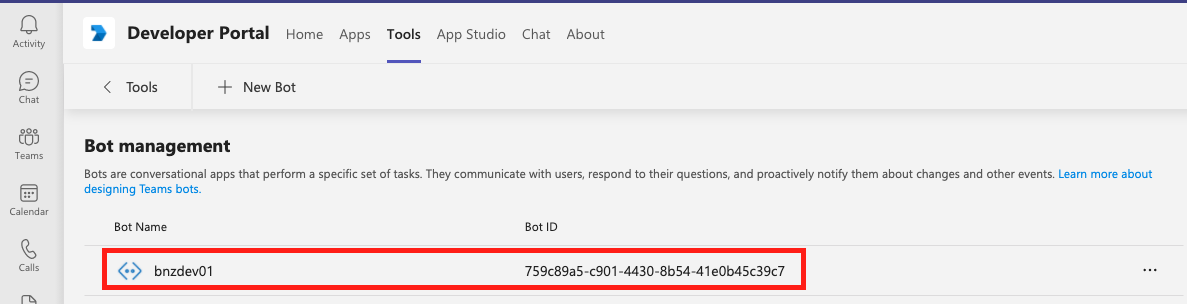 Activity
Chat
Teams
Calendar
Calls
Developer Portal Home Apps Tools App Studio Chat About
Tools New Bot
Bot management
Bots are conversational apps that perform a specific set of tasks. They communicate with users, respond to their questions, and proactively notify them about changes and other events. Learn more about
designing Teams bots.
Bot Name Bot ID
bnzdev01 759c89a5-c901-4430-8b54-41e0b45c39c7